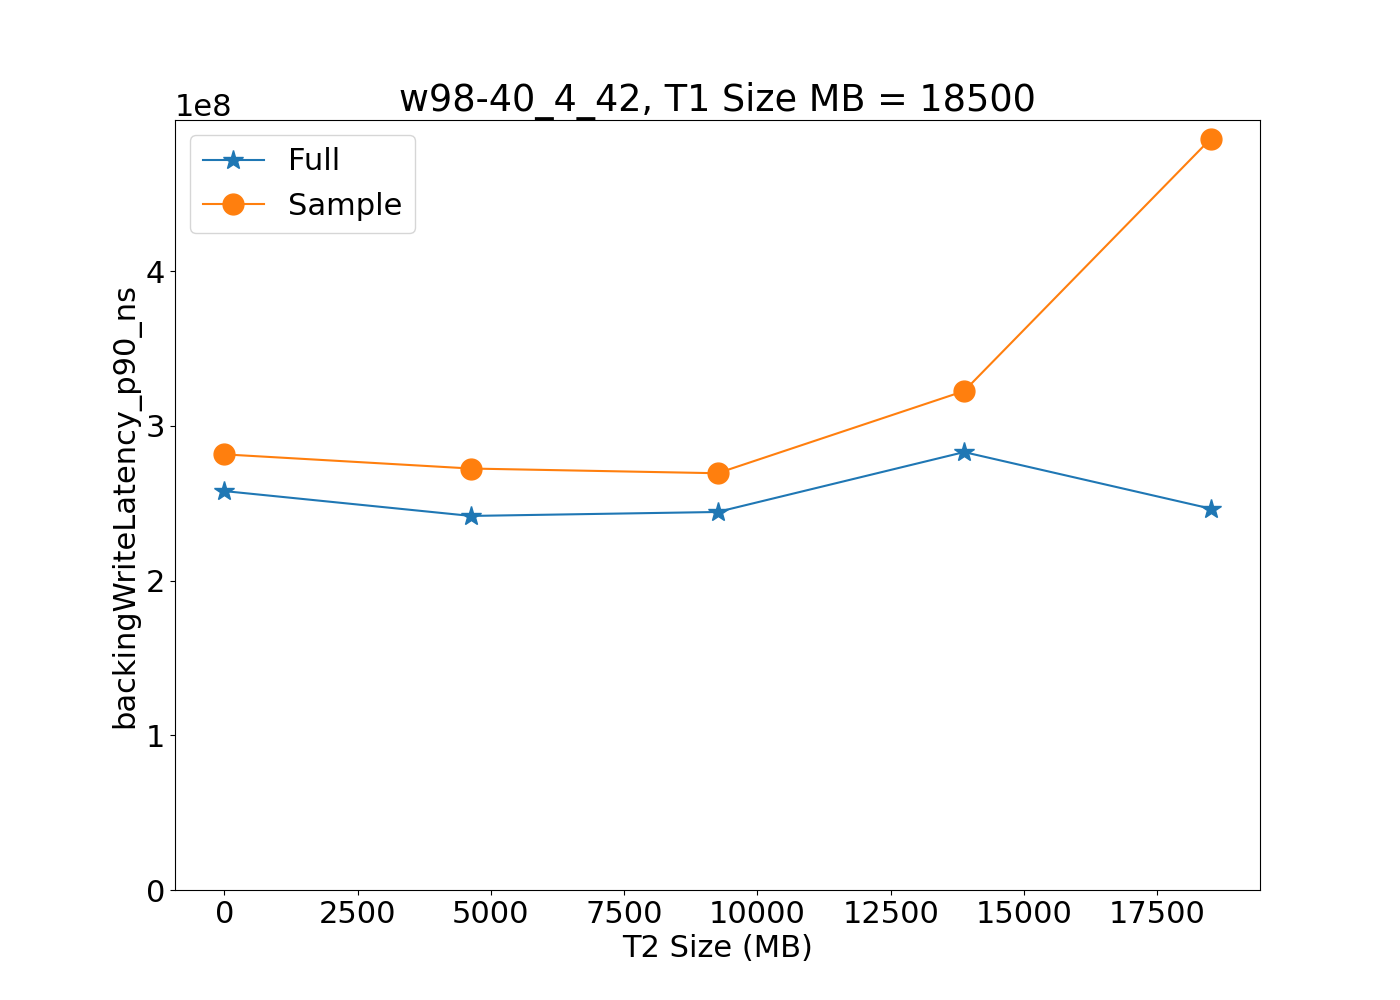 w98-40_4_42, T1 Size MB = 18500
1e8
Full
Sample
4
3
2
1
0
backingWriteLatency_p90_ns
0 2500 5000 7500 10000 12500 15000 17500
T2 Size (MB)